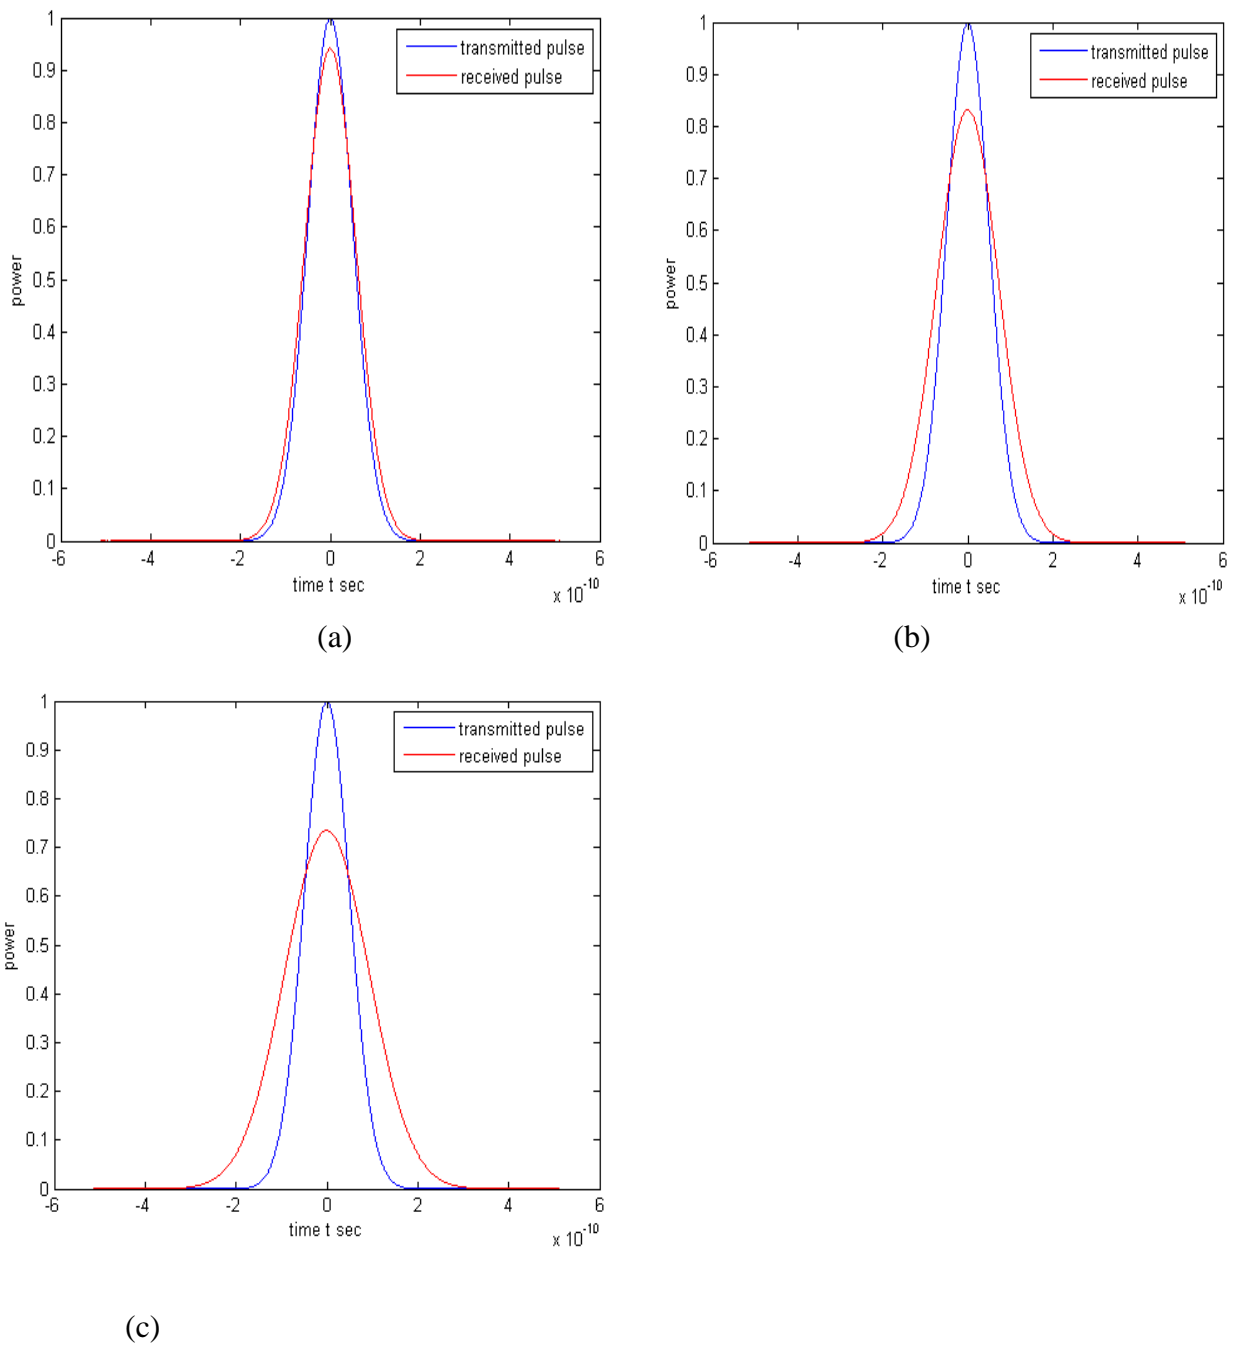 1
0.9
0.8
0.7
0.6
0.5
0.4
0.3
0.2
0.1
0
power
-6 -4 -2 0 2 4 6
time t sec
x 10^-10
transmitted pulse
received pulse
(a)
1
0.9
0.8
0.7
0.6
0.5
0.4
0.3
0.2
0.1
0
power
-6 -4 -2 0 2 4 6
time t sec
x 10^-10
transmitted pulse
received pulse
(b)
1
0.9
0.8
0.7
0.6
0.5
0.4
0.3
0.2
0.1
0
power
-6 -4 -2 0 2 4 6
time t sec
x 10^-10
transmitted pulse
received pulse
(c)